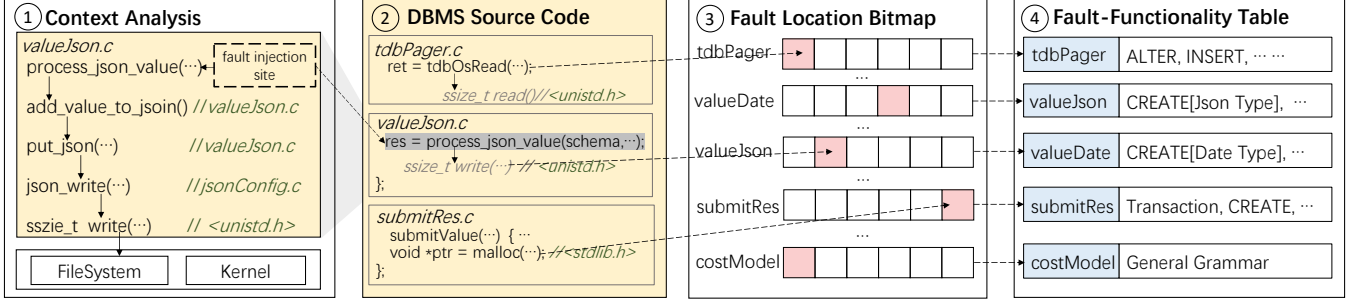 1 Context Analysis
valueJson.c
process_json_value(···)
fault injection
site
add_value_to_jsoin() //valueJson.c
put_json(···) //valueJson.c
json_write(···) //jsonConfig.c
sszie_t write(···) // <unistd.h>
FileSystem Kernel
2 DBMS Source Code
tdbPager.c
ret = tdbOsRead(···);
ssize_t read()//<unistd.h>
valueJson.c
res = process_json_value(schema,···);
ssize_t write(···) // <unistd.h>
};
submitRes.c
submitValue(···) { ···
void *ptr = malloc(···); //<stdlib.h>
};
3 Fault Location Bitmap
tdbPager
···
valueDate
···
valueJson
···
submitRes
···
costModel
4 Fault-Functionality Table
tdbPager ALTER, INSERT, ··· ···
valueJson CREATE[Json Type], ···
valueDate CREATE[Date Type], ···
submitRes Transaction, CREATE, ···
costModel General Grammar